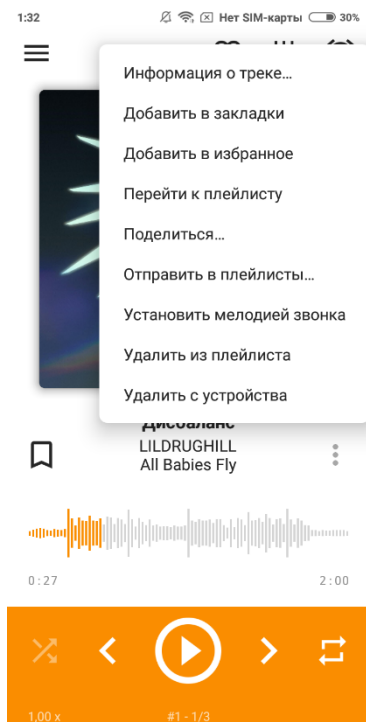 1:32
Нет SIM-карты
30%
Информация о треке...
Добавить в закладки
Добавить в избранное
Перейти к плейлисту
Поделиться...
Отправить в плейлисты...
Установить мелодией звонка
Удалить из плейлиста
Удалить с устройства
Дисбаланс
LILDRUGHILL
All Babies Fly
0:27
2:00
1,00 x
#1 - 1/3